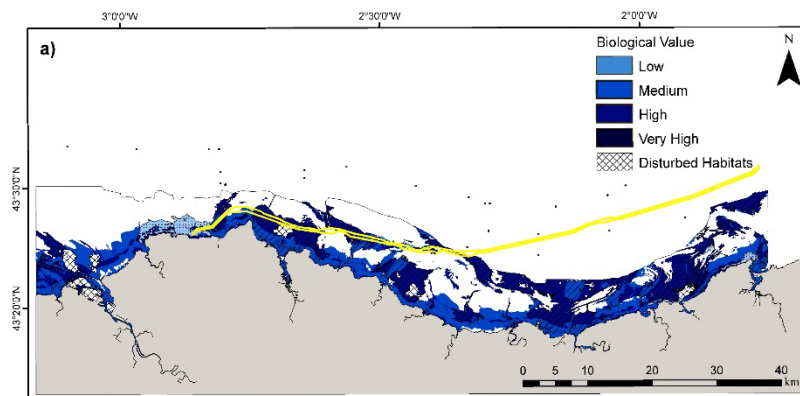 3°0'0"W 2°30'0"W 2°0'0"W
a)
N
Biological Value
Low
Medium
High
Very High
Disturbed Habitats
43°30'0"N
43°20'0"N
0 5 10 20 30 40
km